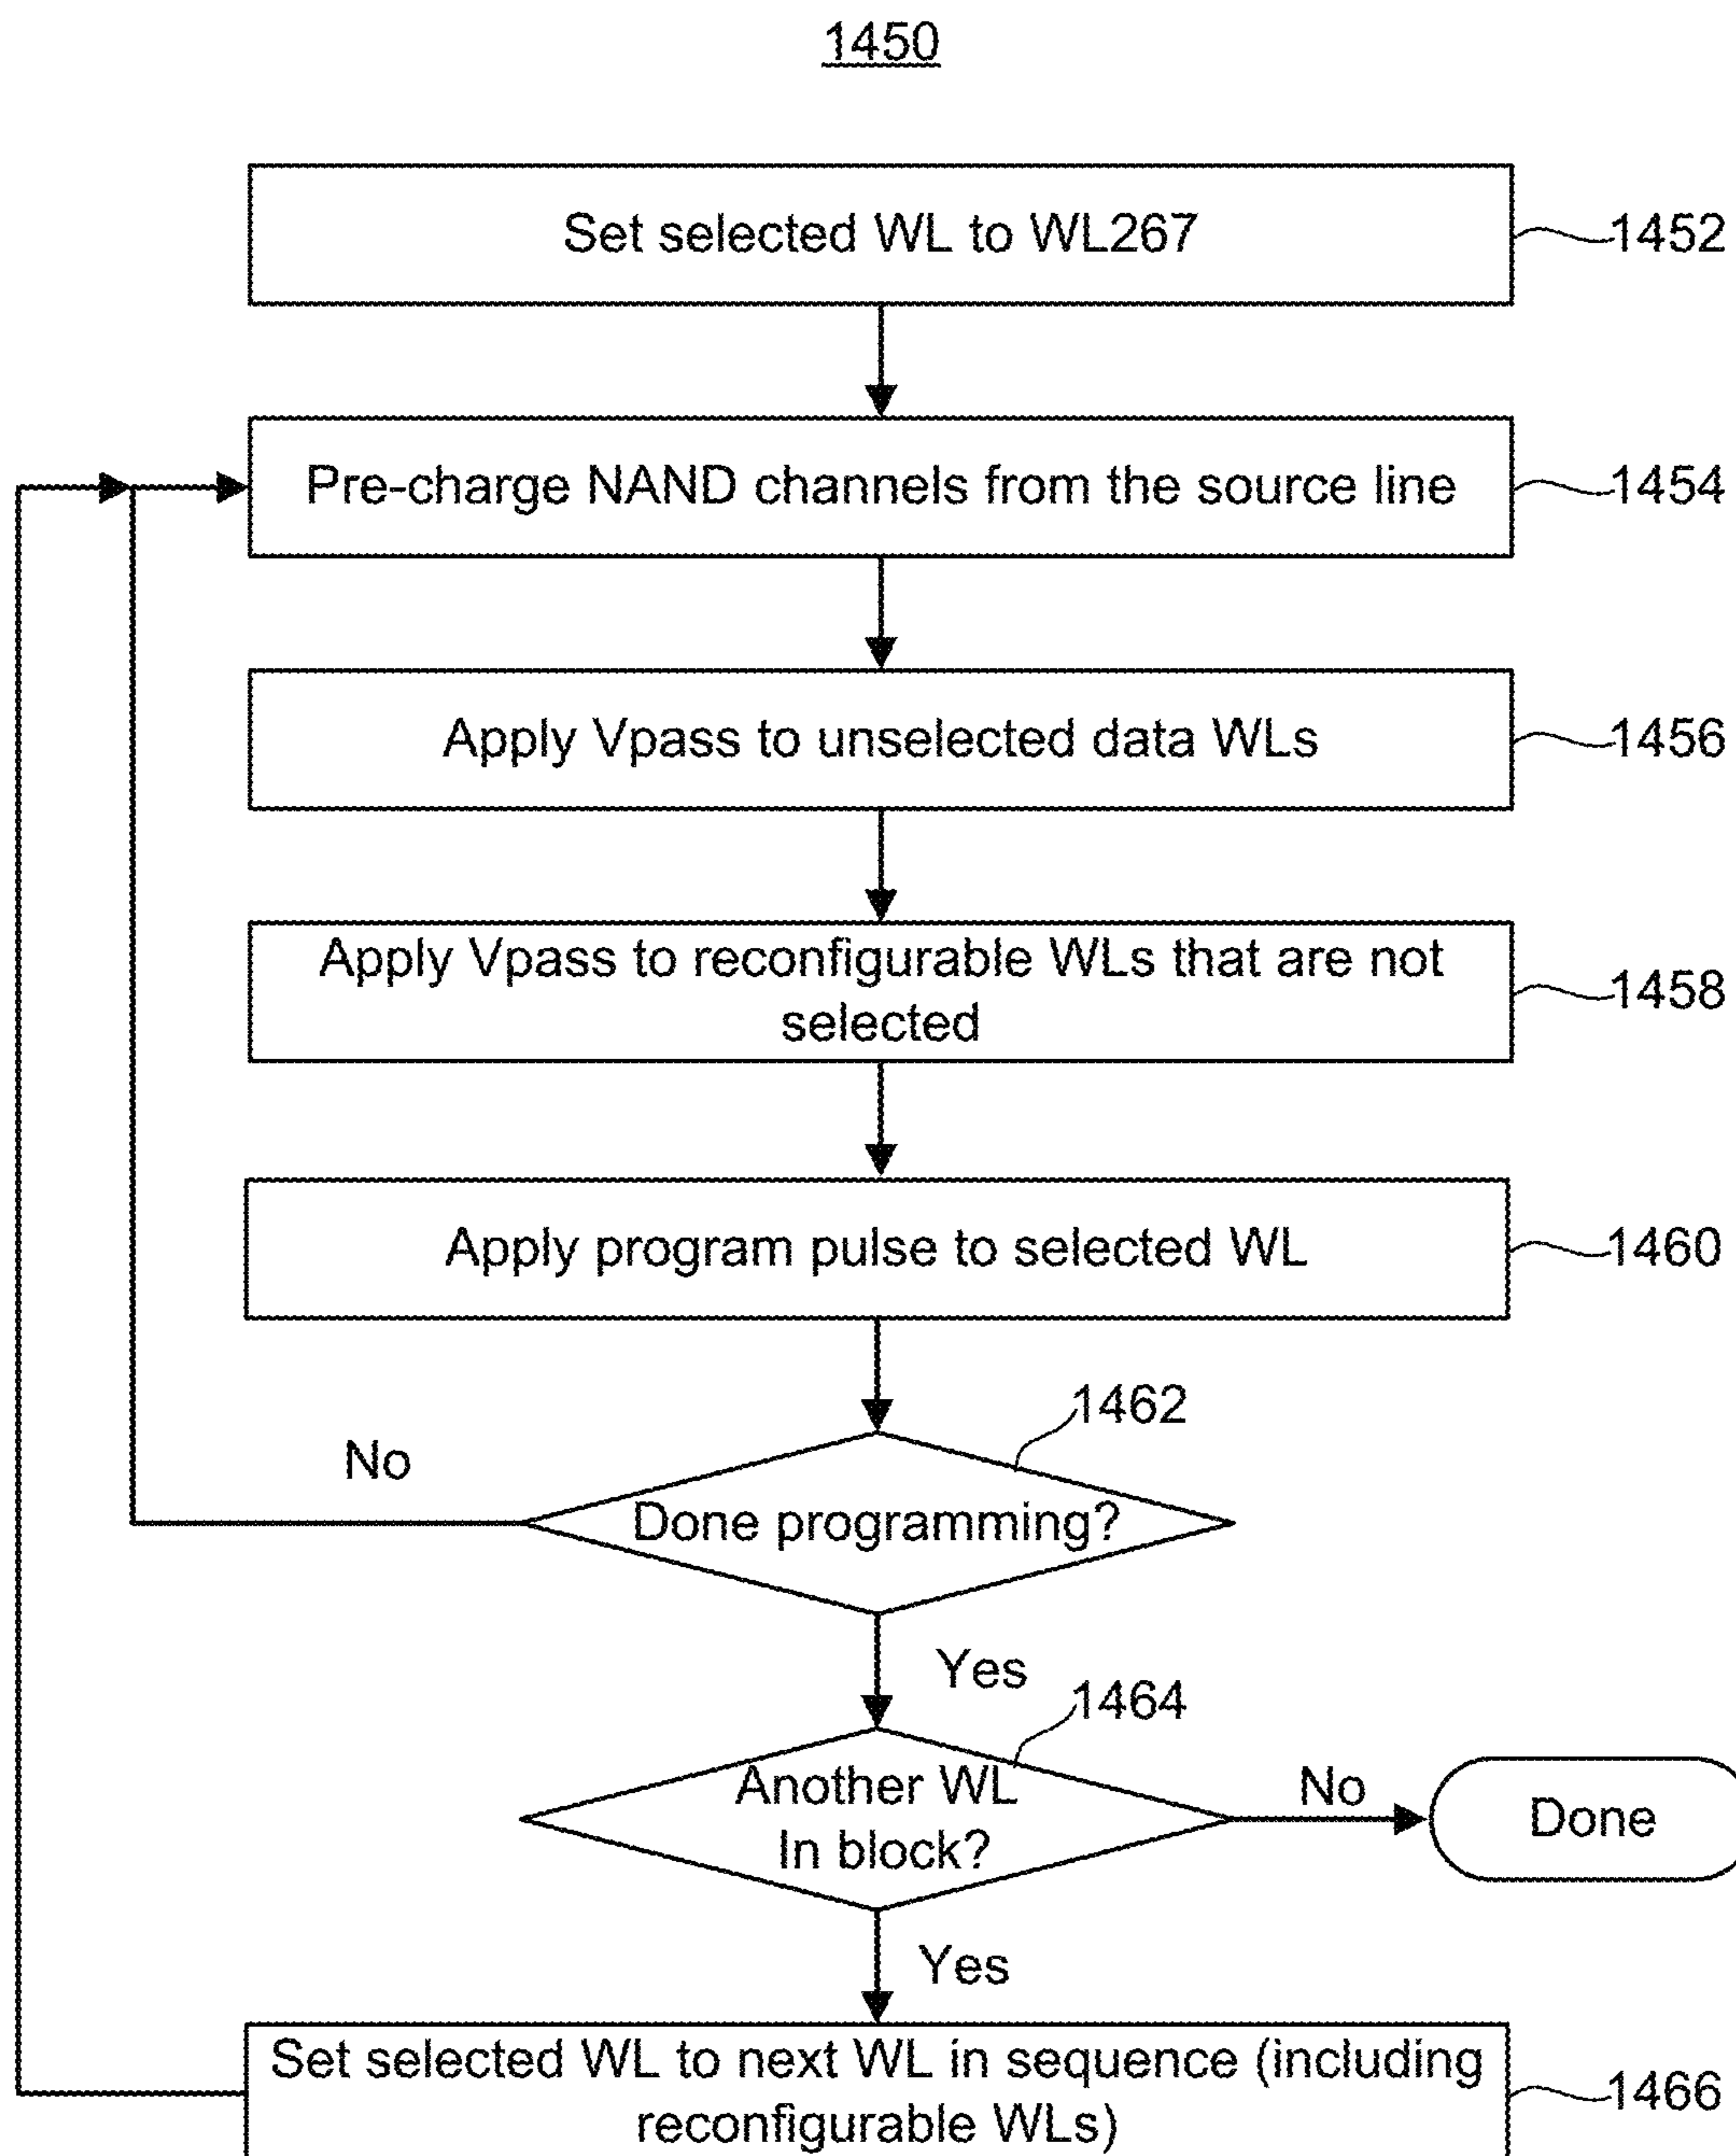 1450
Set selected WL to WL267
1452
Pre-charge NAND channels from the source line
1454
Apply Vpass to unselected data WLs
1456
Apply Vpass to reconfigurable WLs that are not
selected
1458
Apply program pulse to selected WL
1460
1462
No
Done programming?
Yes
1464
Another WL
In block?
No
Done
Yes
Set selected WL to next WL in sequence (including
reconfigurable WLs)
1466